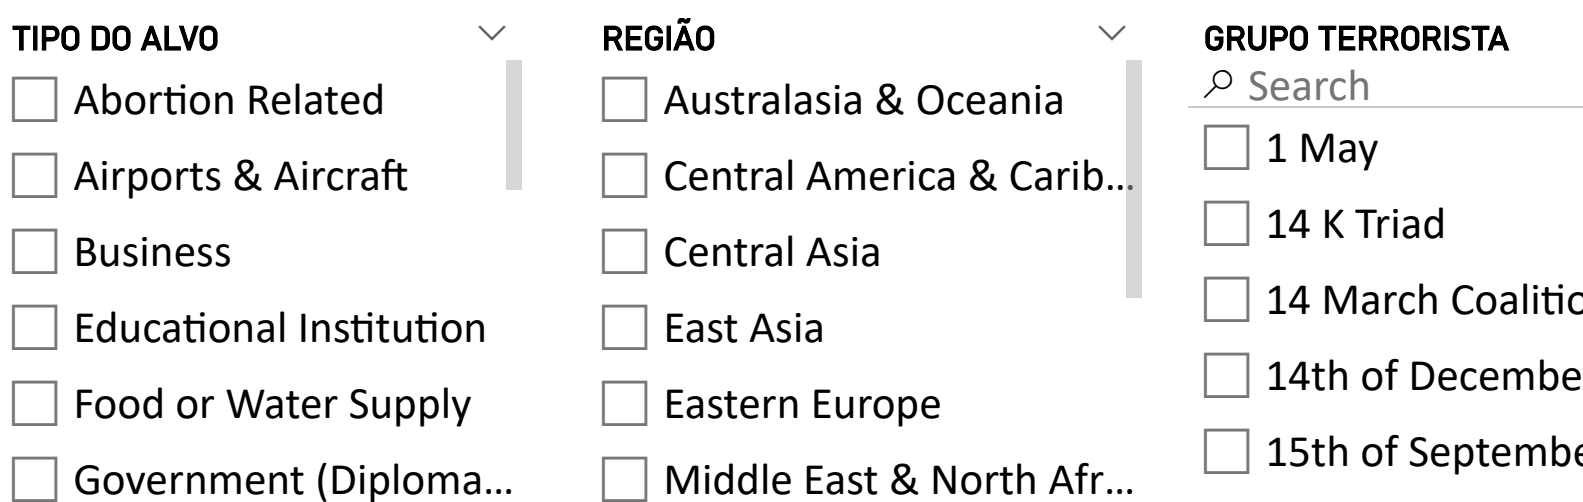 TIPO DO ALVO
Abortion Related
Airports & Aircraft
Business
Educational Institution
Food or Water Supply
Government (Diploma...
REGIÃO
Australasia & Oceania
Central America & Carib...
Central Asia
East Asia
Eastern Europe
Middle East & North Afr...
GRUPO TERRORISTA
Search
1 May
14 K Triad
14 March Coalitio
14th of Decembe
15th of Septembe